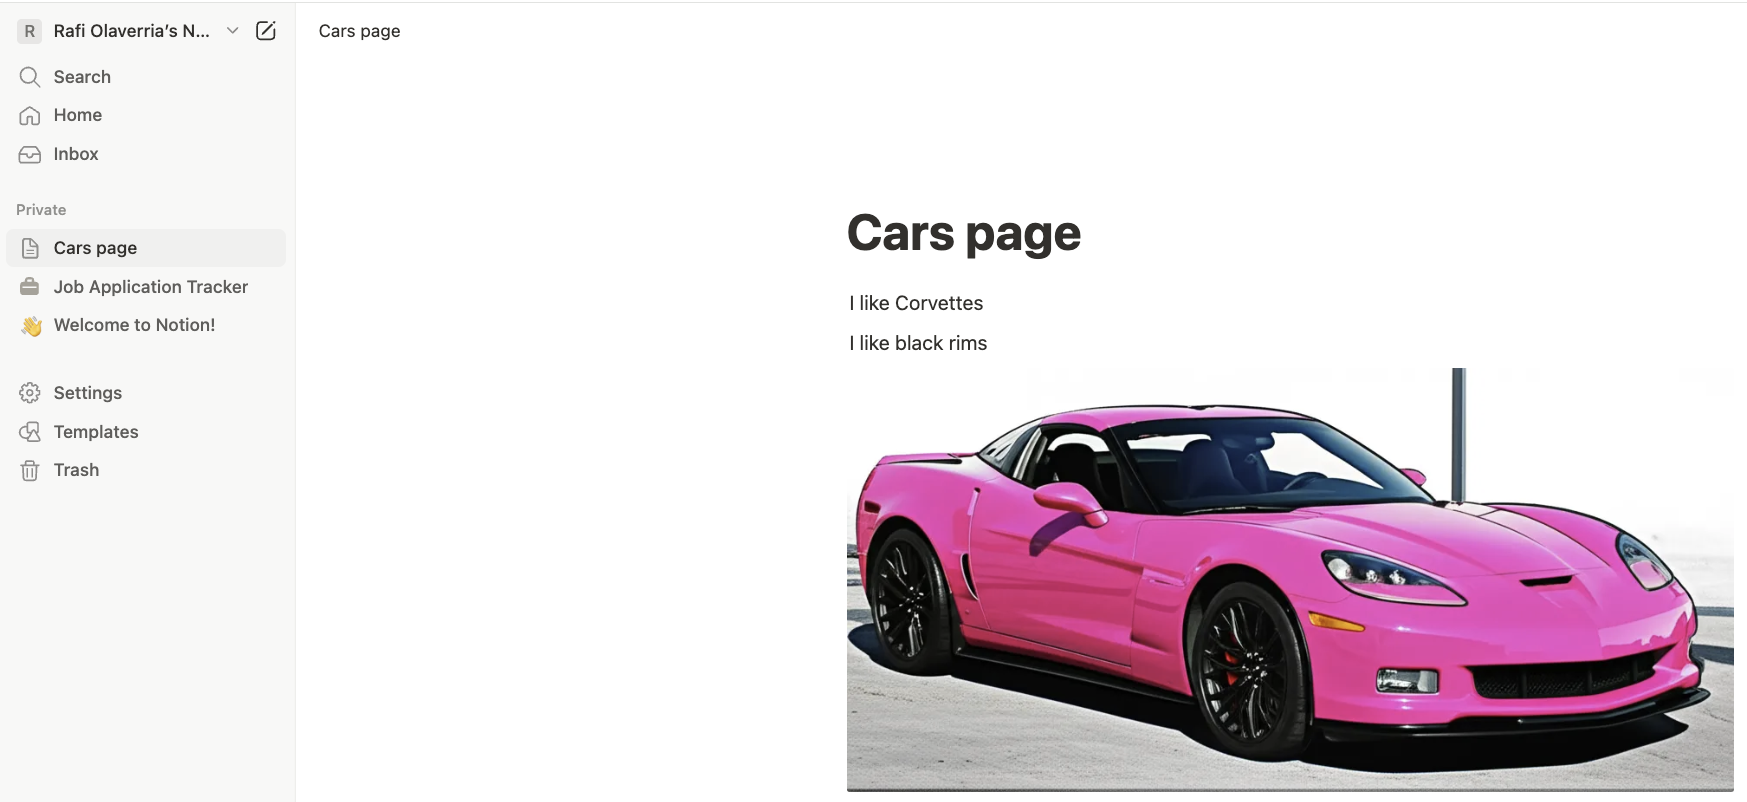 R Rafi Olaverria’s N...
Search
Home
Inbox
Private
Cars page
Job Application Tracker
Welcome to Notion!
Settings
Templates
Trash
Cars page
Cars page
I like Corvettes
I like black rims